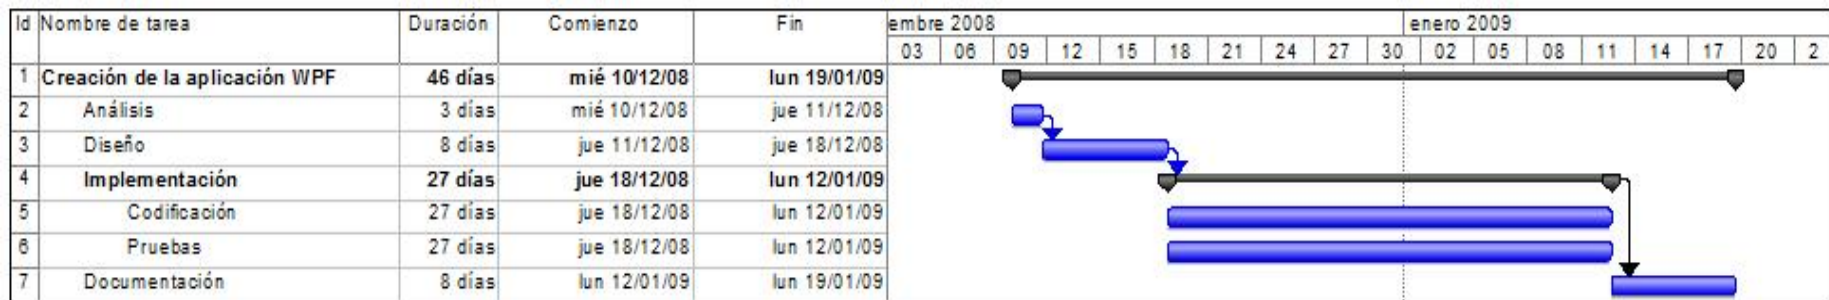 Id Nombre de tarea Duración Comienzo Fin embre 2008 enero 2009
03 06 09 12 15 18 21 24 27 30 02 05 08 11 14 17 20 2
1 Creación de la aplicación WPF 46 días mié 10/12/08 lun 19/01/09
2 Análisis 3 días mié 10/12/08 jue 11/12/08
3 Diseño 8 días jue 11/12/08 jue 18/12/08
4 Implementación 27 días jue 18/12/08 lun 12/01/09
5 Codificación 27 días jue 18/12/08 lun 12/01/09
6 Pruebas 27 días jue 18/12/08 lun 12/01/09
7 Documentación 8 días lun 12/01/09 lun 19/01/09